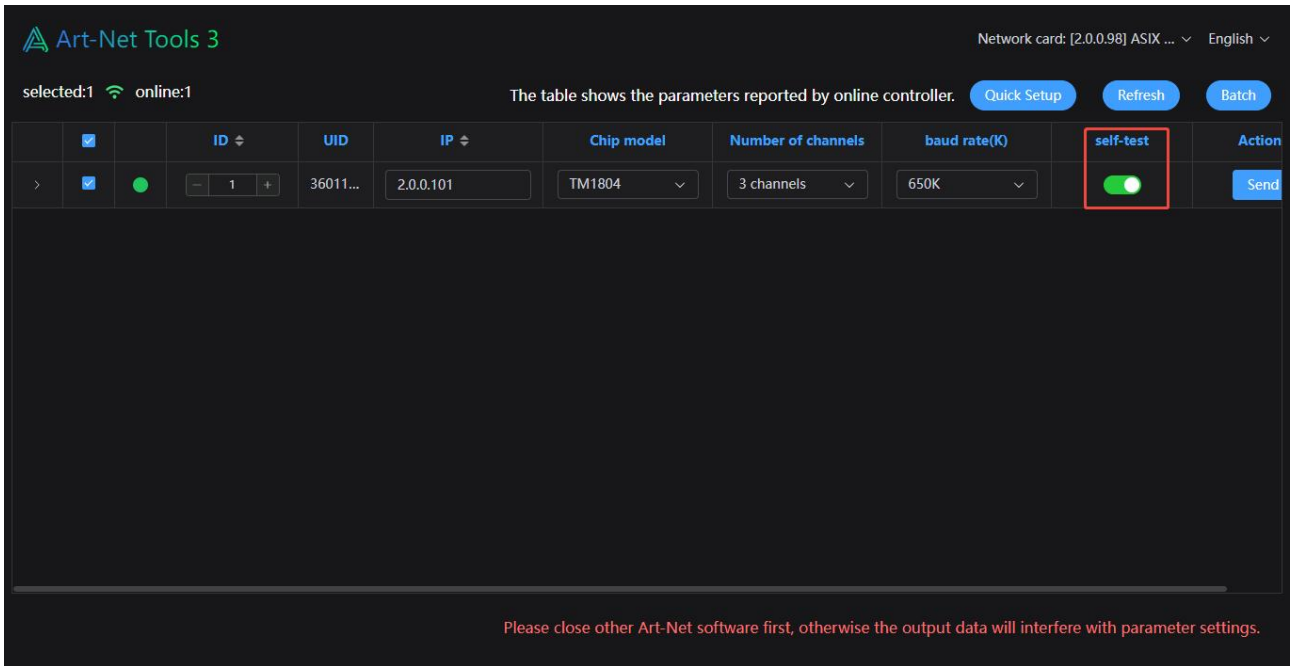 Art-Net Tools 3
Network card: [2.0.0.98] ASIX ... English
selected:1 online:1
The table shows the parameters reported by online controller. Quick Setup Refresh Batch
ID UID IP Chip model Number of channels baud rate(K) self-test Action
1 36011... 2.0.0.101 TM1804 3 channels 650K Send
Please close other Art-Net software first, otherwise the output data will interfere with parameter settings.